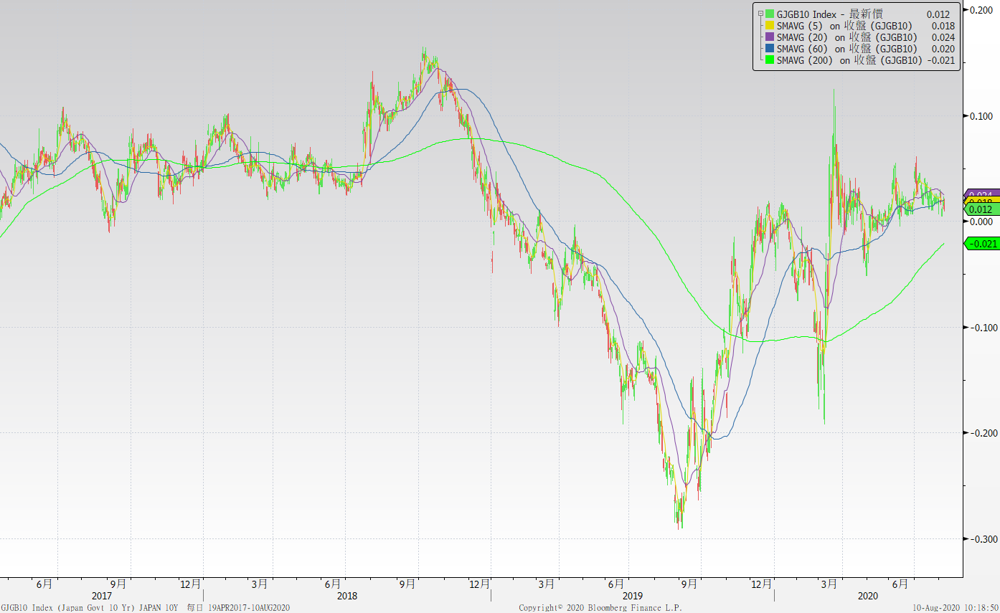 GJGB10 Index - 最新價 0.012
SMAVG (5) on 收盤 (GJGB10) 0.018
SMAVG (20) on 收盤 (GJGB10) 0.024
SMAVG (60) on 收盤 (GJGB10) 0.020
SMAVG (200) on 收盤 (GJGB10) -0.021
0.200
0.100
0.024
0.018
0.012
0.000
-0.021
-0.100
-0.200
-0.300
6月 9月 12月 3月 6月 9月 12月 3月 6月 9月 12月 3月 6月
2017 2018 2019 2020
GJGB10 Index (Japan Govt 10 Yr) JAPAN 10Y 每日 19APR2017-10AUG2020 Copyright© 2020 Bloomberg Finance L.P. 10-Aug-2020 10:18:50